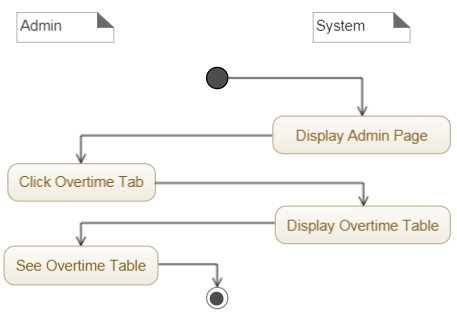 Admin
System
Display Admin Page
Click Overtime Tab
Display Overtime Table
See Overtime Table